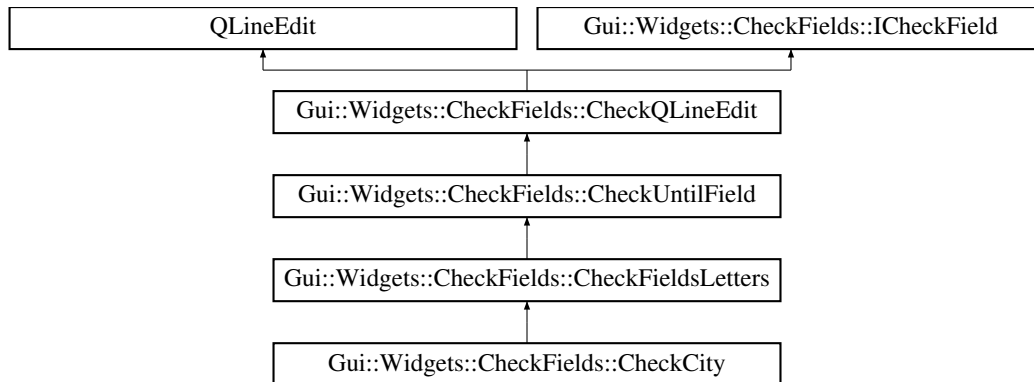 QLineEdit
Gui::Widgets::CheckFields::ICheckField
Gui::Widgets::CheckFields::CheckQLineEdit
Gui::Widgets::CheckFields::CheckUntilField
Gui::Widgets::CheckFields::CheckFieldsLetters
Gui::Widgets::CheckFields::CheckCity